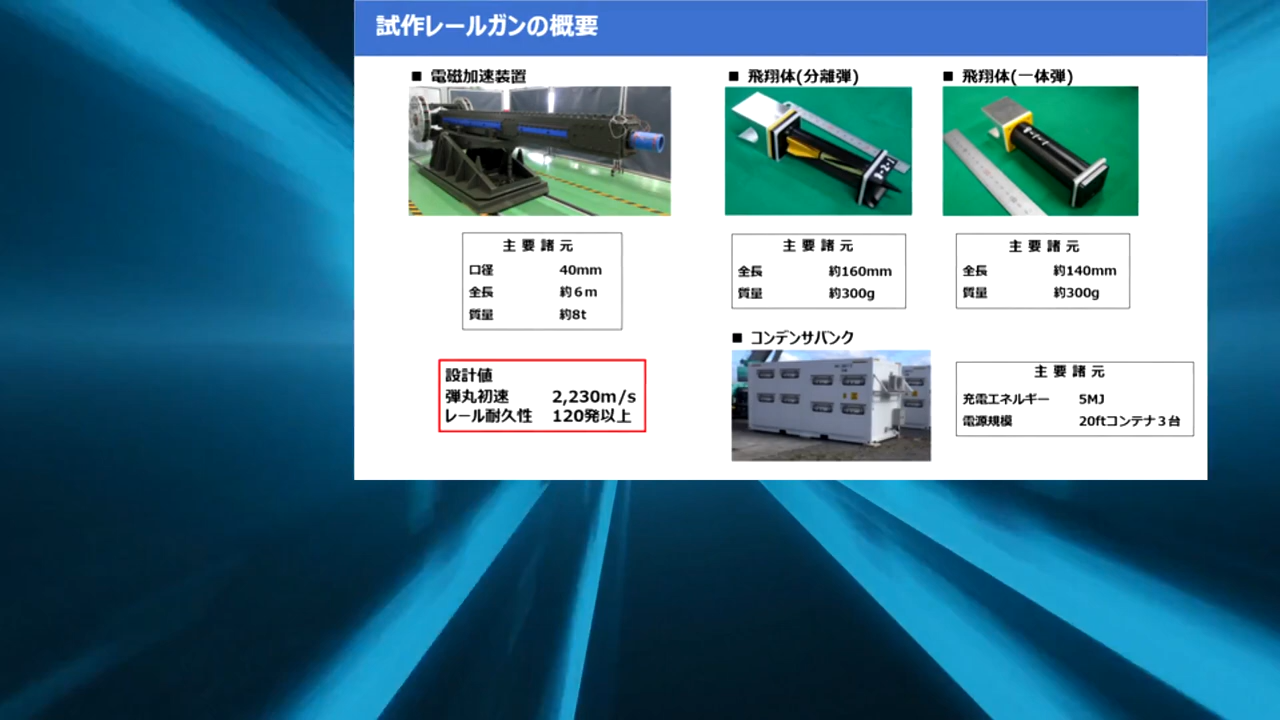 試作レールガンの概要
■ 電磁加速装置
主要諸元
口径 40mm
全長 約6m
質量 約8t
設計値
弾丸初速 2,230m/s
レール耐久性 120発以上
■ 飛翔体(分離弾)
主要諸元
全長 約160mm
質量 約300g
■ 飛翔体(一体弾)
主要諸元
全長 約140mm
質量 約300g
■ コンデンサバンク
主要諸元
充電エネルギー 5MJ
電源規模 20ftコンテナ3台